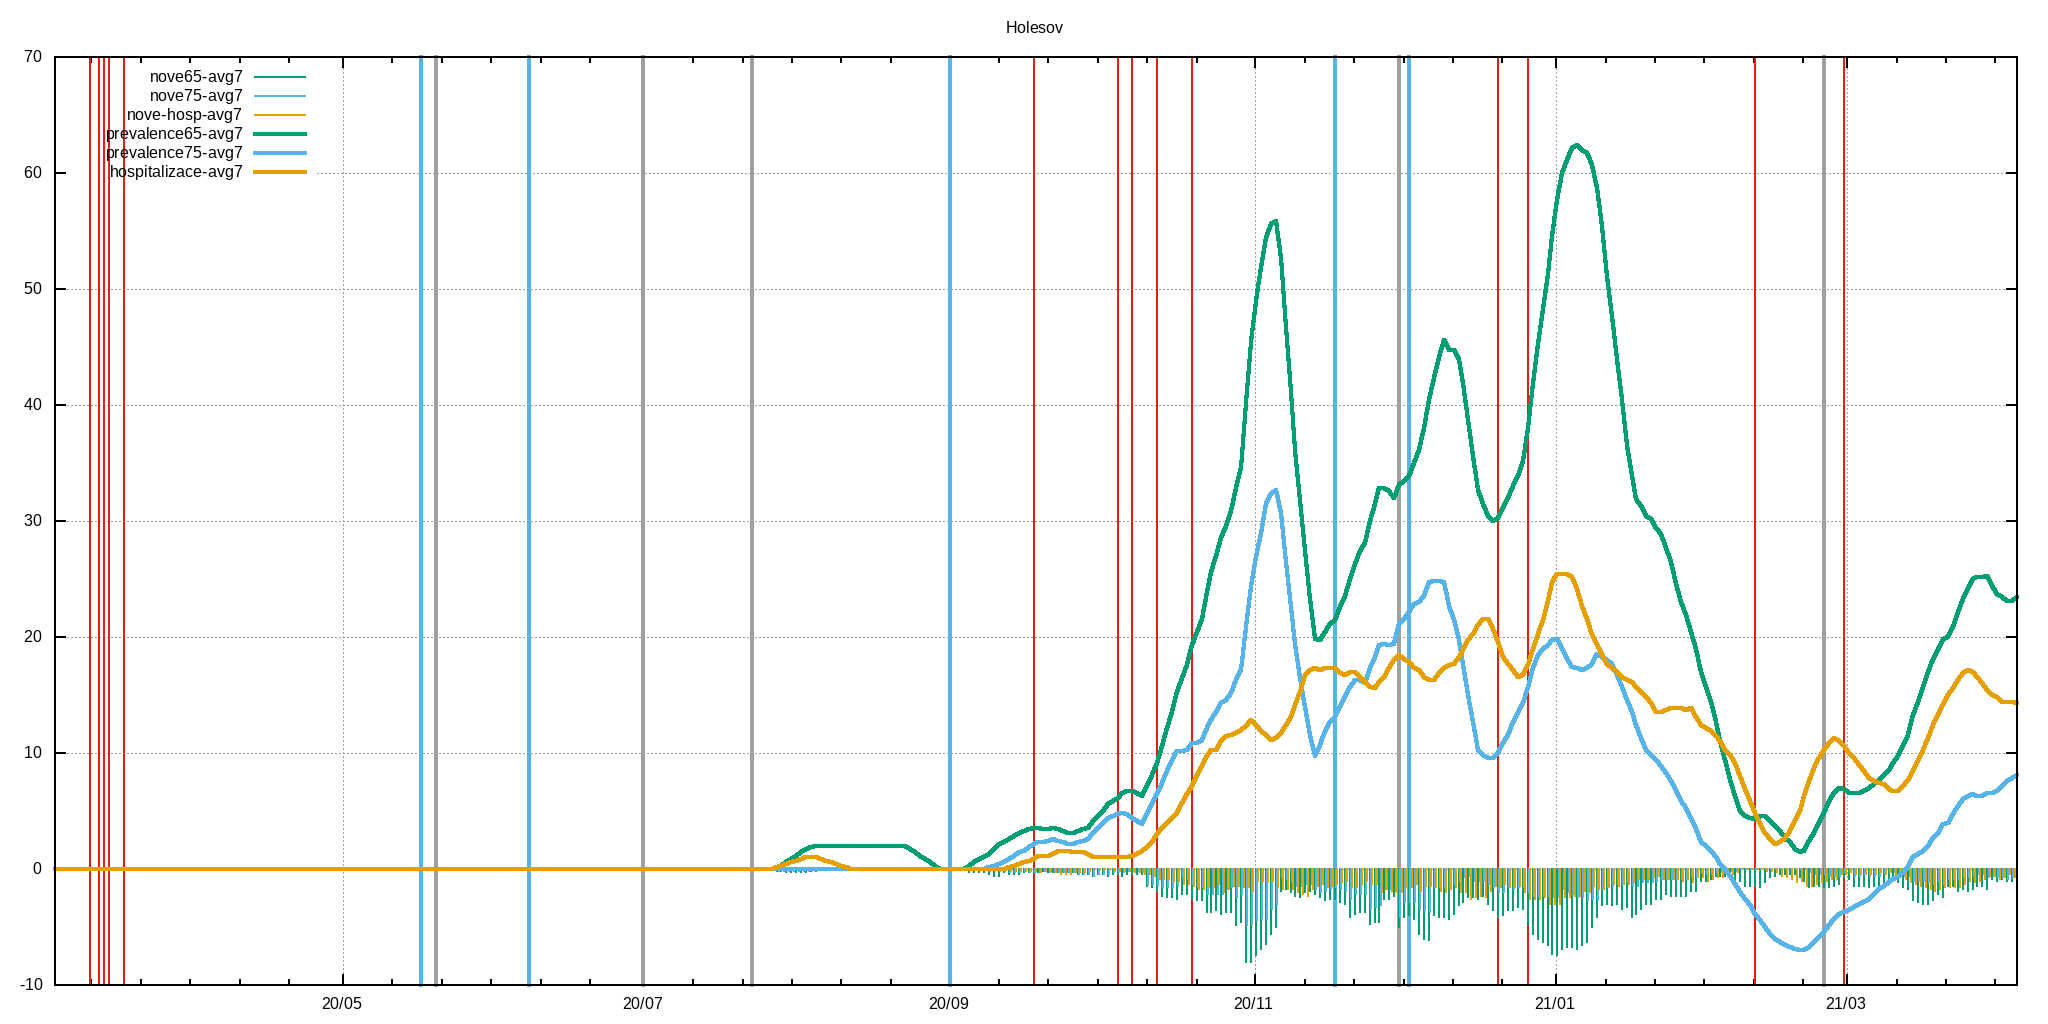 Holesov
70
60
50
40
30
20
10
0
-10
nove65-avg7
nove75-avg7
nove-hosp-avg7
prevalence65-avg7
prevalence75-avg7
hospitalizace-avg7
20/05 20/07 20/09 20/11 21/01 21/03